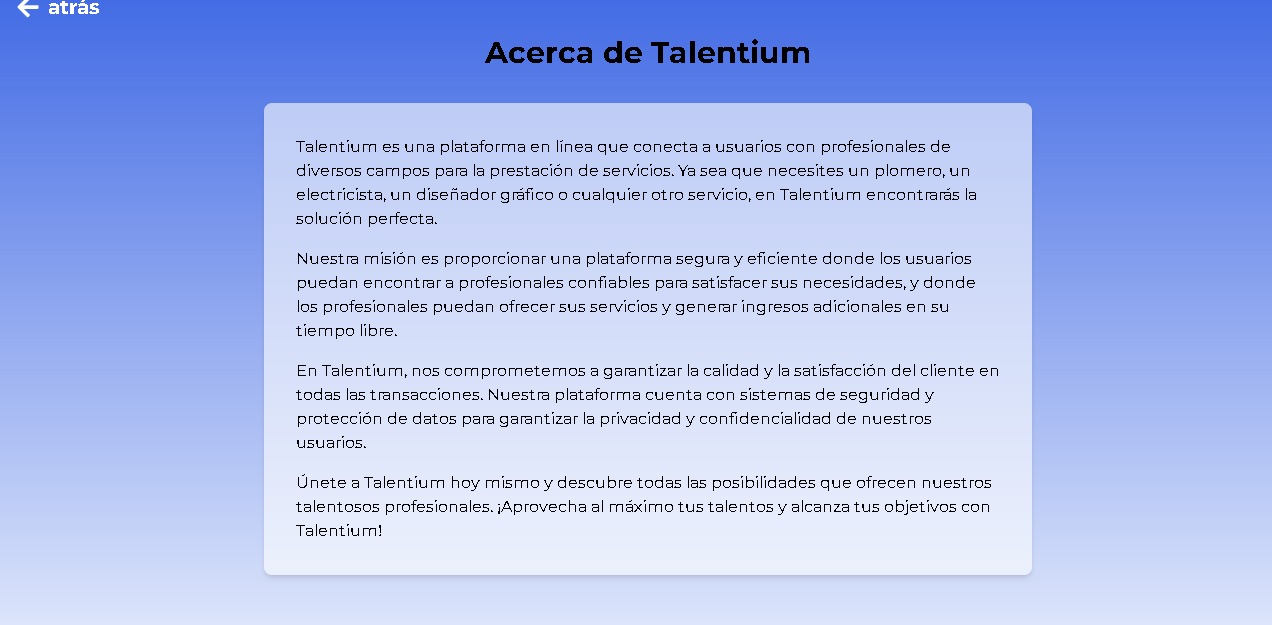 atrás
Acerca de Talentium
Talentium es una plataforma en línea que conecta a usuarios con profesionales de
diversos campos para la prestación de servicios. Ya sea que necesites un plomero, un
electricista, un diseñador gráfico o cualquier otro servicio, en Talentium encontrarás la
solución perfecta.
Nuestra misión es proporcionar una plataforma segura y eficiente donde los usuarios
puedan encontrar a profesionales confiables para satisfacer sus necesidades, y donde
los profesionales puedan ofrecer sus servicios y generar ingresos adicionales en su
tiempo libre.
En Talentium, nos comprometemos a garantizar la calidad y la satisfacción del cliente en
todas las transacciones. Nuestra plataforma cuenta con sistemas de seguridad y
protección de datos para garantizar la privacidad y confidencialidad de nuestros
usuarios.
Únete a Talentium hoy mismo y descubre todas las posibilidades que ofrecen nuestros
talentosos profesionales. ¡Aprovecha al máximo tus talentos y alcanza tus objetivos con
Talentium!